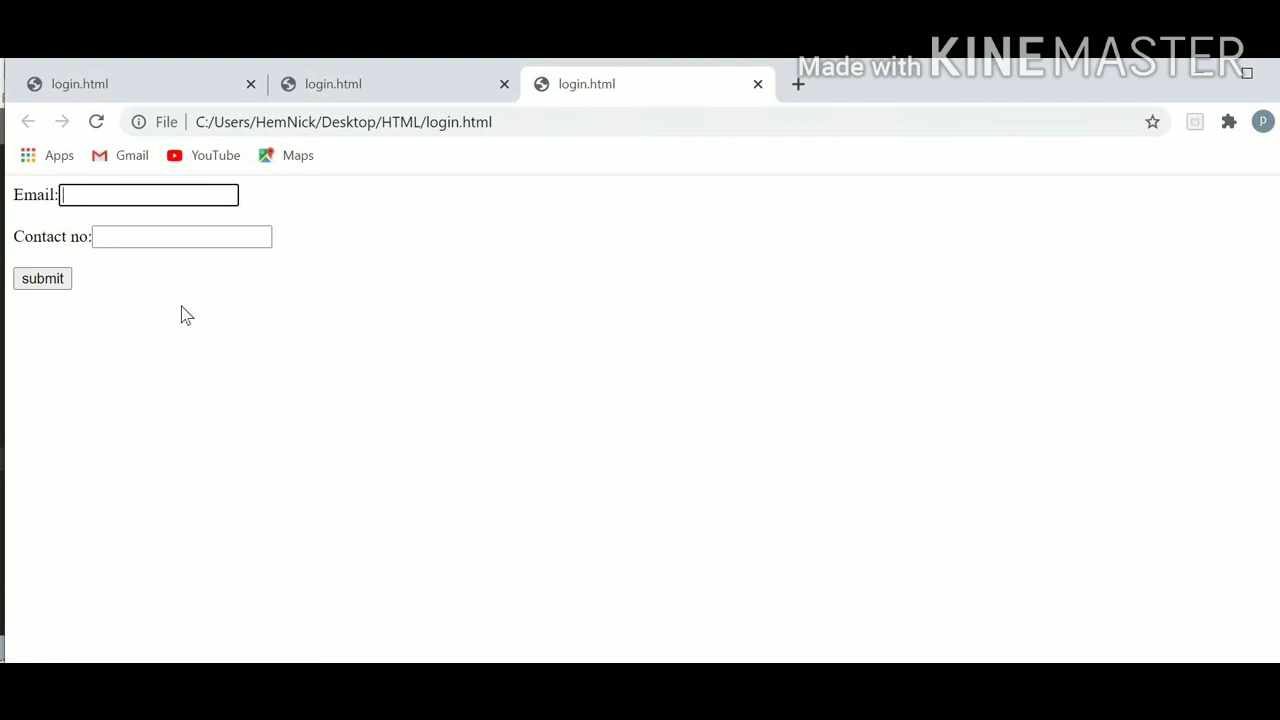 Made with KINEMASTER
login.html login.html login.html
File C:/Users/HemNick/Desktop/HTML/login.html P
Apps Gmail YouTube Maps
Email:
Contact no:
submit